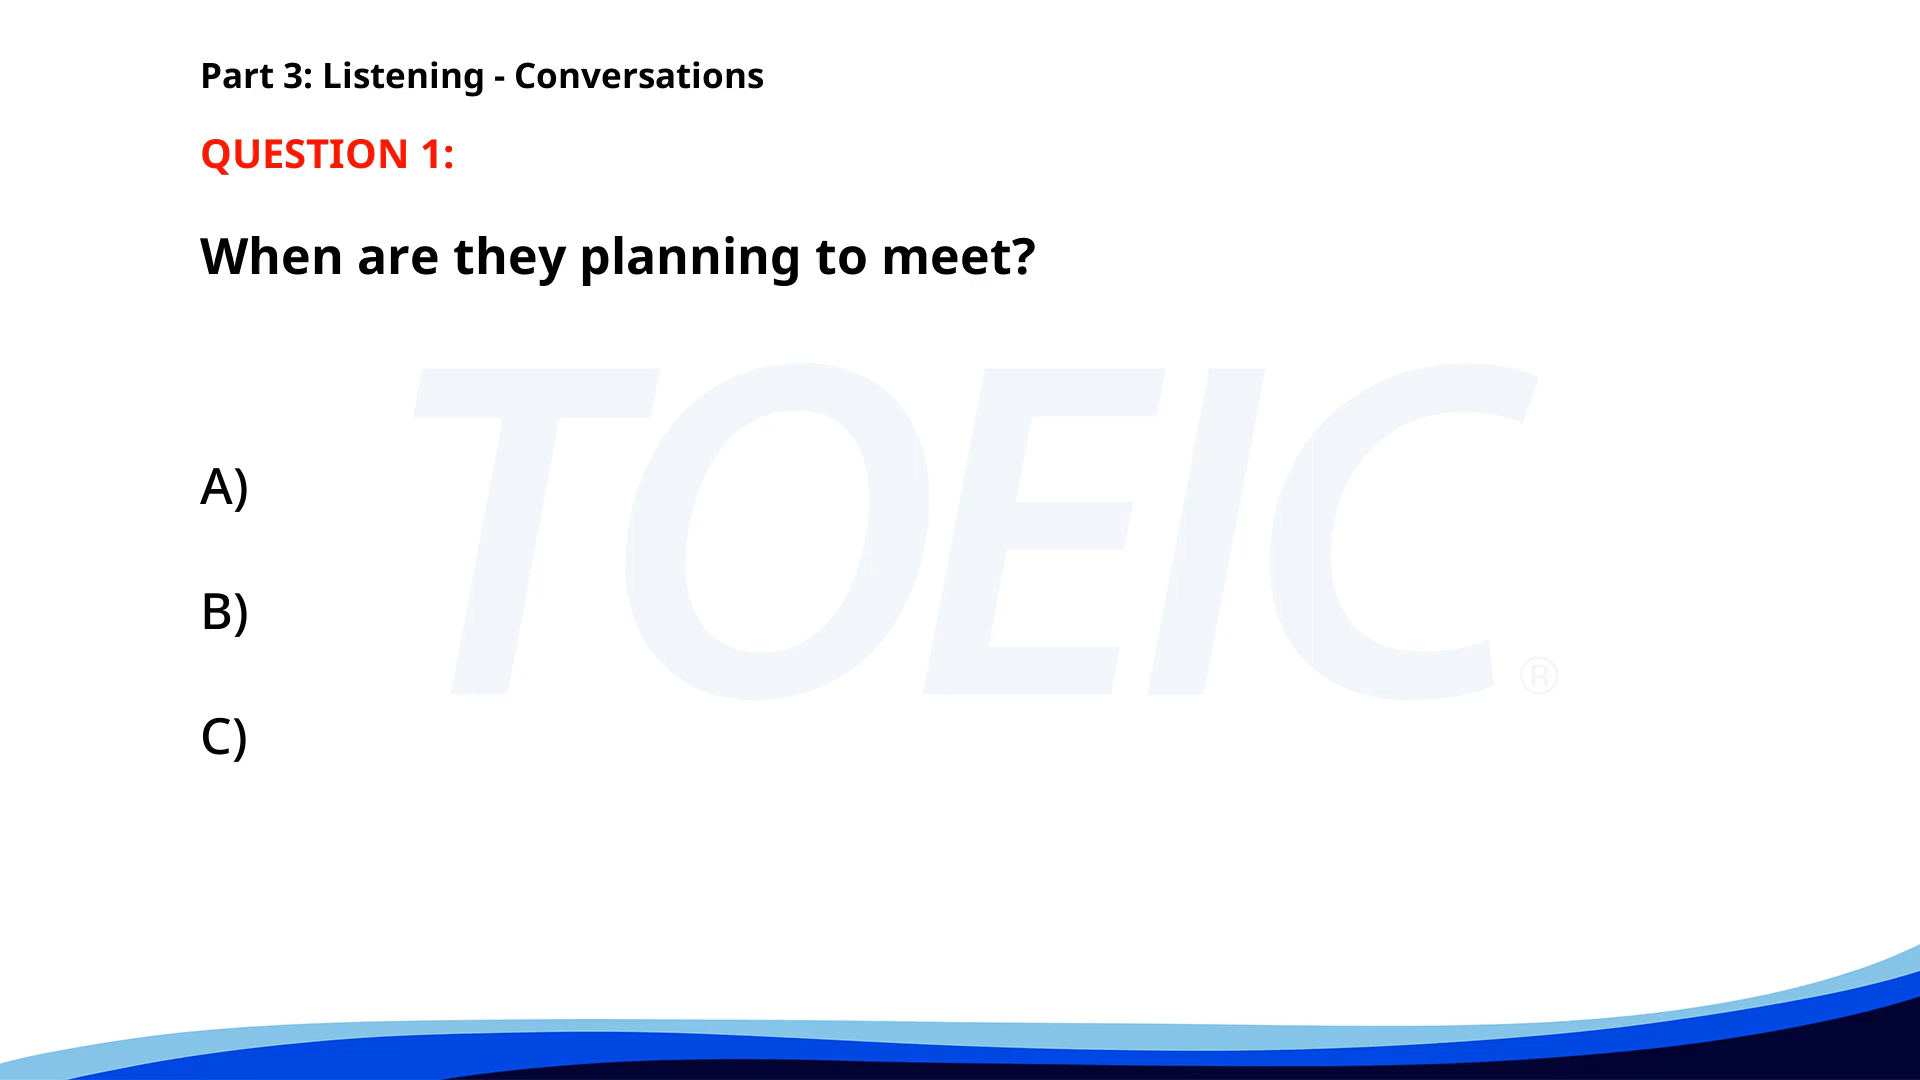 Part 3: Listening - Conversations
QUESTION 1:
When are they planning to meet?
TOEIC®
A)
B)
C)